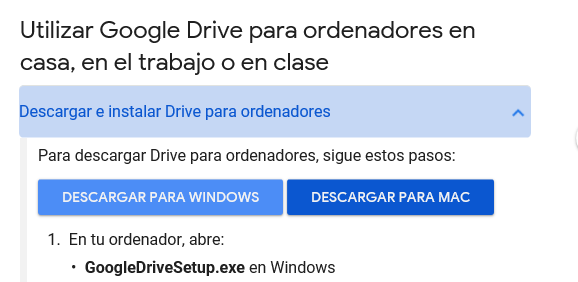 Utilizar Google Drive para ordenadores en
casa, en el trabajo o en clase
Descargar e instalar Drive para ordenadores
Para descargar Drive para ordenadores, sigue estos pasos:
DESCARGAR PARA WINDOWS DESCARGAR PARA MAC
1. En tu ordenador, abre:
• GoogleDriveSetup.exe en Windows